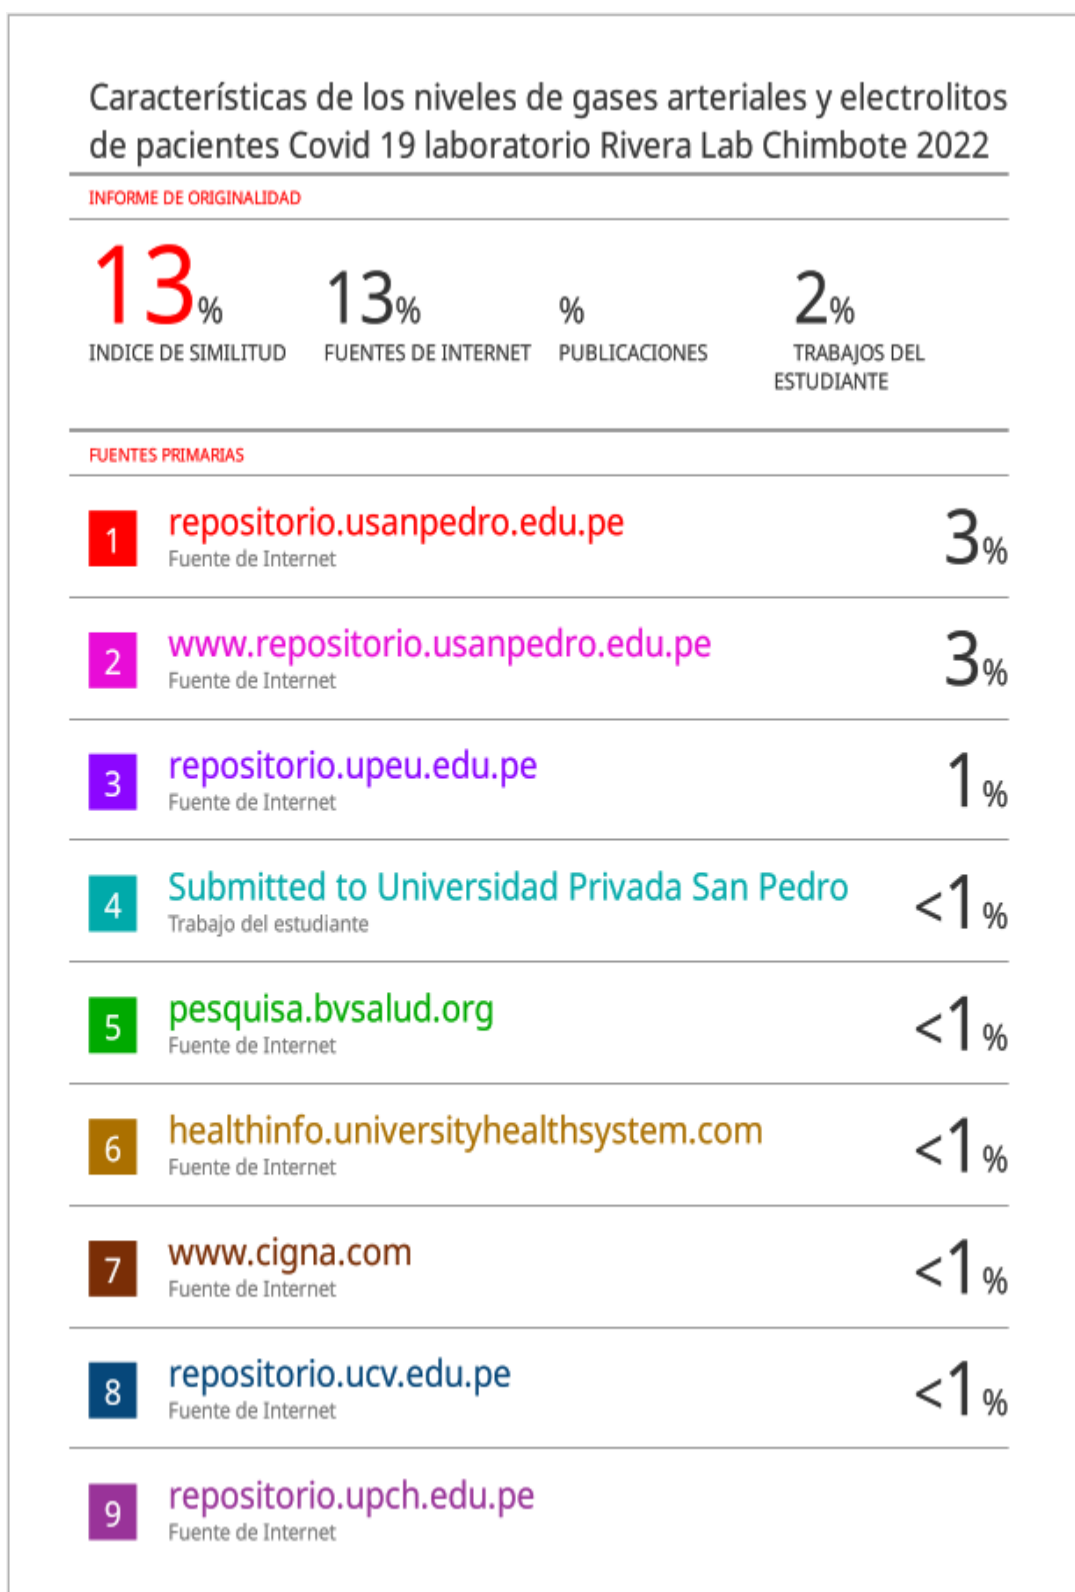 Características de los niveles de gases arteriales y electrolitos
de pacientes Covid 19 laboratorio Rivera Lab Chimbote 2022
INFORME DE ORIGINALIDAD
13% 13% % 2%
INDICE DE SIMILITUD FUENTES DE INTERNET PUBLICACIONES TRABAJOS DEL
ESTUDIANTE
FUENTES PRIMARIAS
1 repositorio.usanpedro.edu.pe 3%
Fuente de Internet
2 www.repositorio.usanpedro.edu.pe 3%
Fuente de Internet
3 repositorio.upeu.edu.pe 1%
Fuente de Internet
4 Submitted to Universidad Privada San Pedro <1%
Trabajo del estudiante
5 pesquisa.bvsalud.org <1%
Fuente de Internet
6 healthinfo.universityhealthsystem.com <1%
Fuente de Internet
7 www.cigna.com <1%
Fuente de Internet
8 repositorio.ucv.edu.pe <1%
Fuente de Internet
9 repositorio.upch.edu.pe
Fuente de Internet